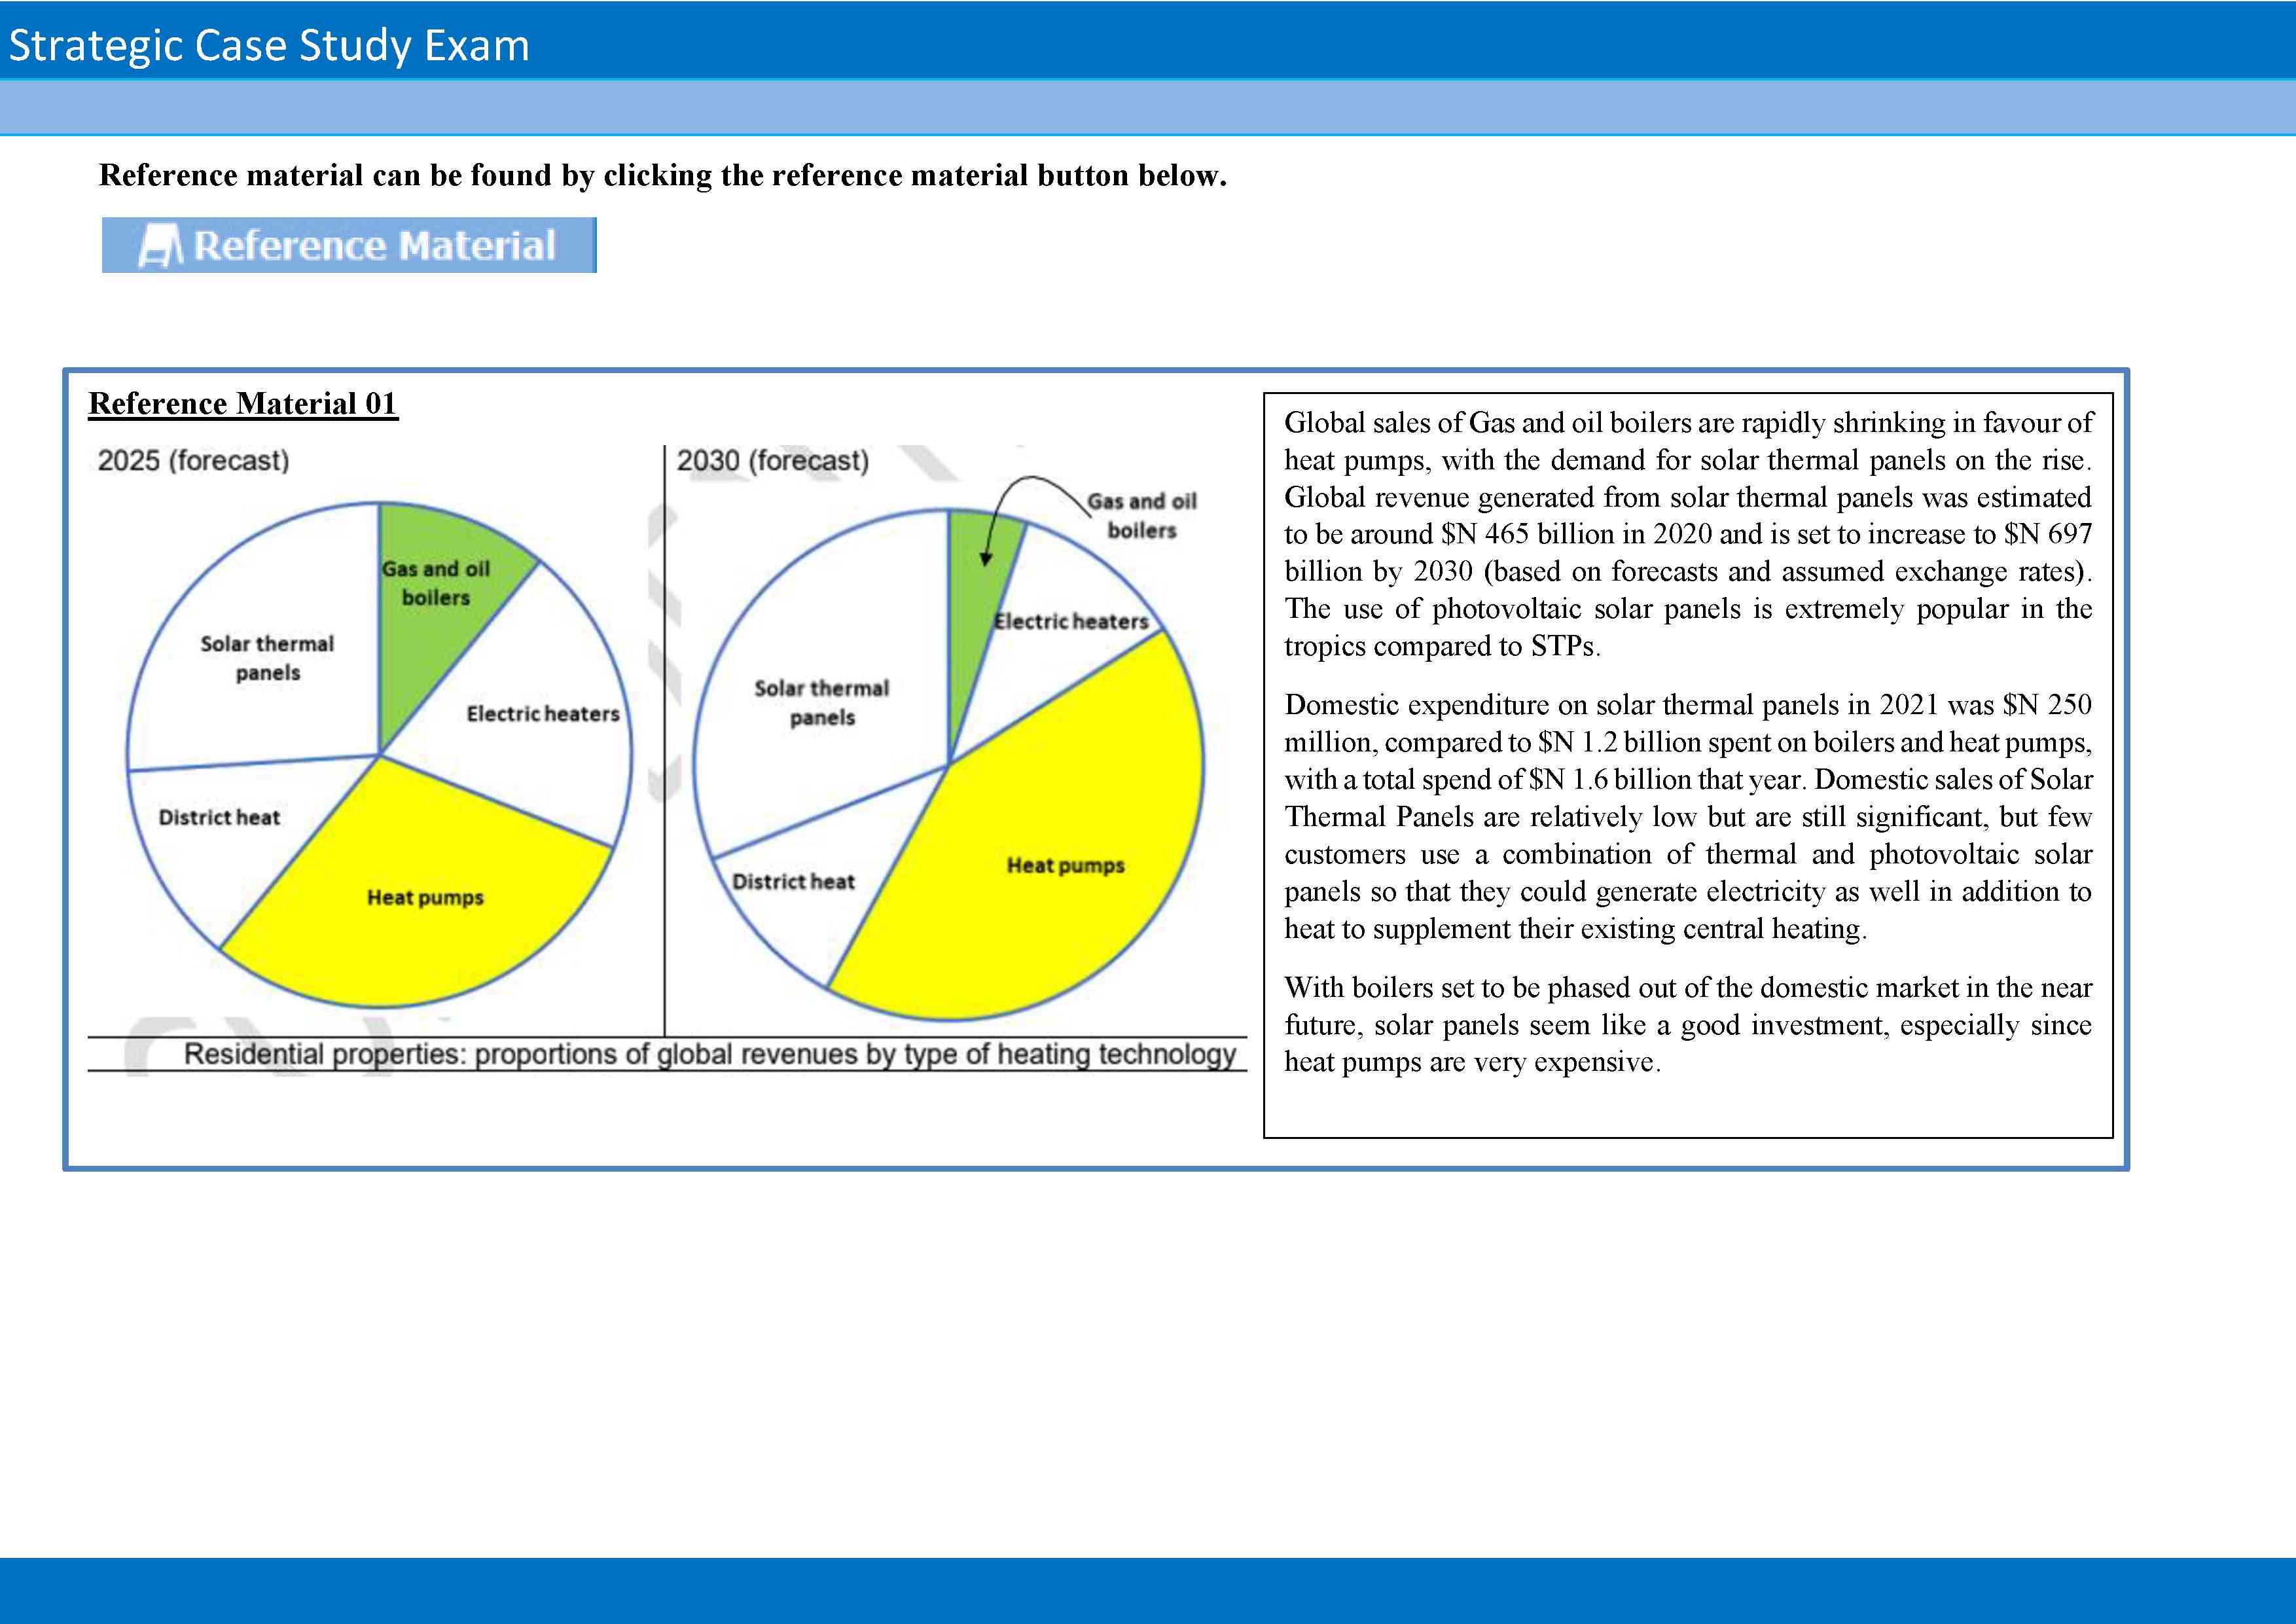 Strategic Case Study Exam
Reference material can be found by clicking the reference material button below.
Reference Material
Reference Material 01
2025 (forecast)
Gas and oil
boilers
Solar thermal
panels
Electric heaters
District heat
Heat pumps
2030 (forecast)
Gas and oil
boilers
Electric heaters
Solar thermal
panels
Heat pumps
District heat
Residential properties: proportions of global revenues by type of heating technology
Global sales of Gas and oil boilers are rapidly shrinking in favour of
heat pumps, with the demand for solar thermal panels on the rise.
Global revenue generated from solar thermal panels was estimated
to be around $N 465 billion in 2020 and is set to increase to $N 697
billion by 2030 (based on forecasts and assumed exchange rates).
The use of photovoltaic solar panels is extremely popular in the
tropics compared to STPs.
Domestic expenditure on solar thermal panels in 2021 was $N 250
million, compared to $N 1.2 billion spent on boilers and heat pumps,
with a total spend of $N 1.6 billion that year. Domestic sales of Solar
Thermal Panels are relatively low but are still significant, but few
customers use a combination of thermal and photovoltaic solar
panels so that they could generate electricity as well in addition to
heat to supplement their existing central heating.
With boilers set to be phased out of the domestic market in the near
future, solar panels seem like a good investment, especially since
heat pumps are very expensive.